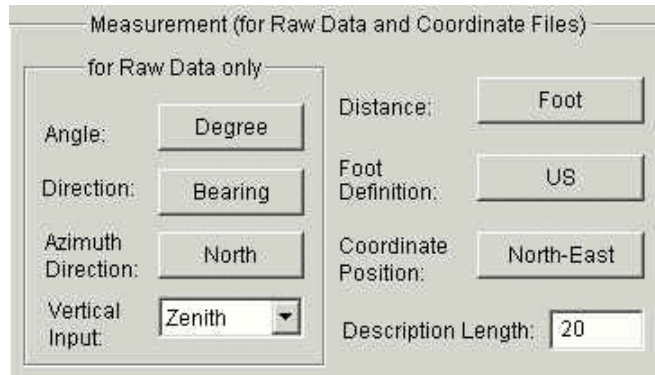 Measurement (for Raw Data and Coordinate Files)
for Raw Data only
Angle: Degree
Direction: Bearing
Azimuth
Direction: North
Vertical
Input: Zenith
Distance: Foot
Foot
Definition: US
Coordinate
Position: North-East
Description Length: 20